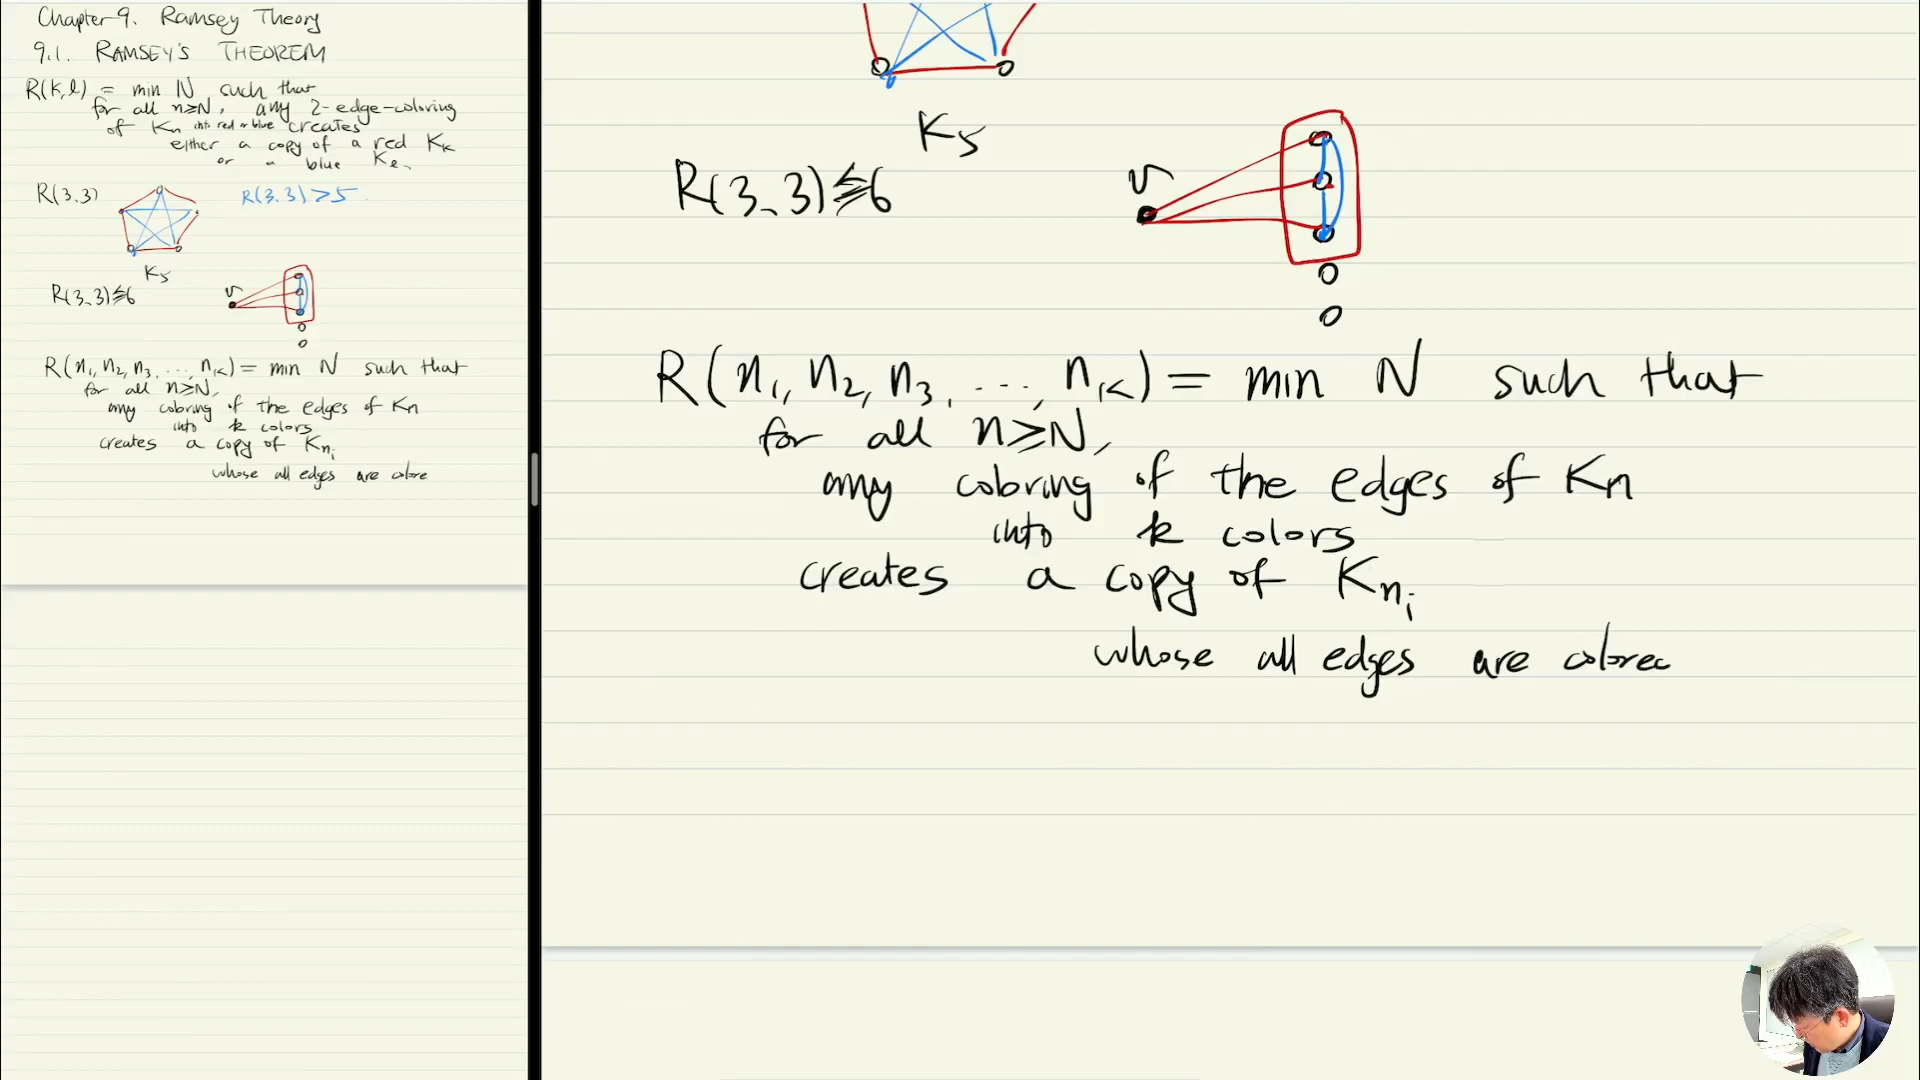 Chapter 9. Ramsey Theory
9.1. RAMSEY'S THEOREM
R(k,l) = min N such that
for all n≥N, any 2-edge-coloring
of Kn into red or blue creates
either a copy of a red Kk
or a blue Kl
R(3,3)
R(3,3)>5
K5
R(3,3)≤6
v
R(n1, n2, n3, ..., nk) = min N such that
for all n≥N,
any coloring of the edges of Kn
into k colors
creates a copy of Kni
whose all edges are colore
K5
R(3,3)≤6
v
R(n1, n2, n3, ..., nk) = min N such that
for all n≥N,
any coloring of the edges of Kn
into k colors
creates a copy of Kni
whose all edges are colorec